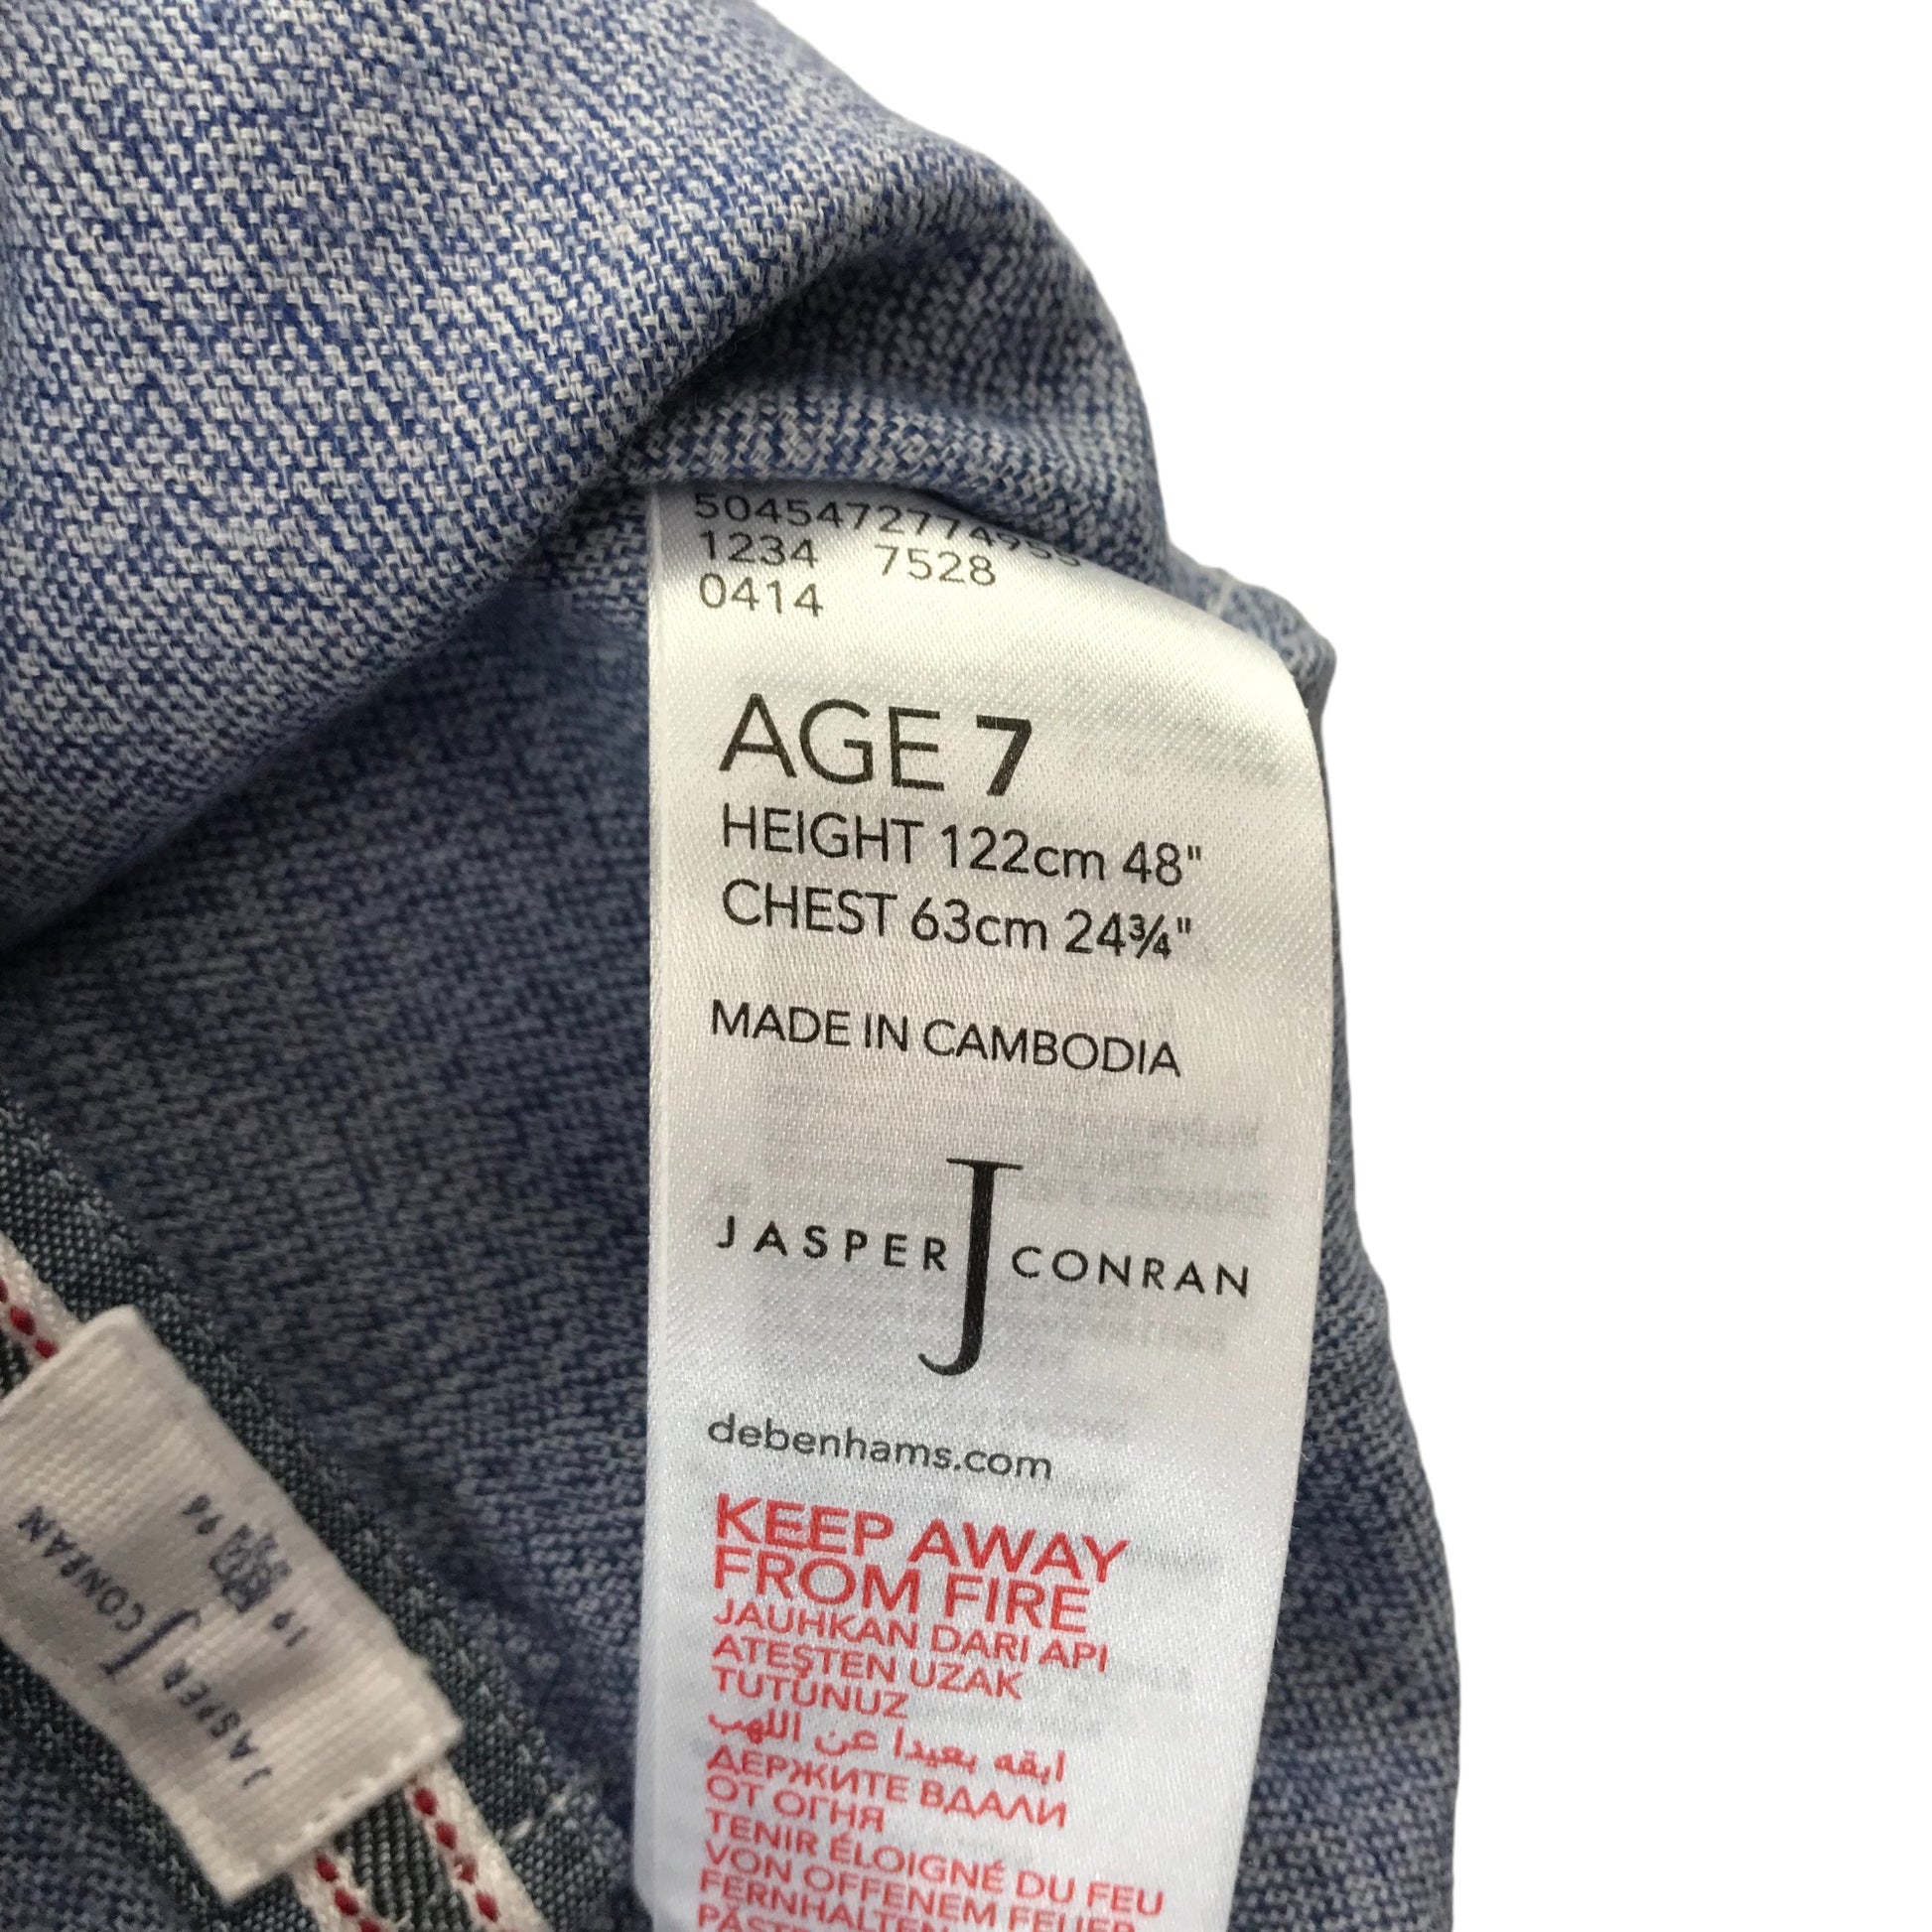 5045472774955
1234 7528
0414
AGE 7
HEIGHT 122cm 48"
CHEST 63cm 24¾"
MADE IN CAMBODIA
JASPER J CONRAN
debenhams.com
KEEP AWAY
FROM FIRE
JAUHKAN DARI API
ATEŞTEN UZAK
TUTUNUZ
ابقه بعيدا عن اللهب
ДЕРЖИТЕ ВДАЛИ
ОТ ОГНЯ
TENIR ÉLOIGNÉ DU FEU
VON OFFENEM FEUER
FERNHALTEN
JASPER J CONRAN
19 96